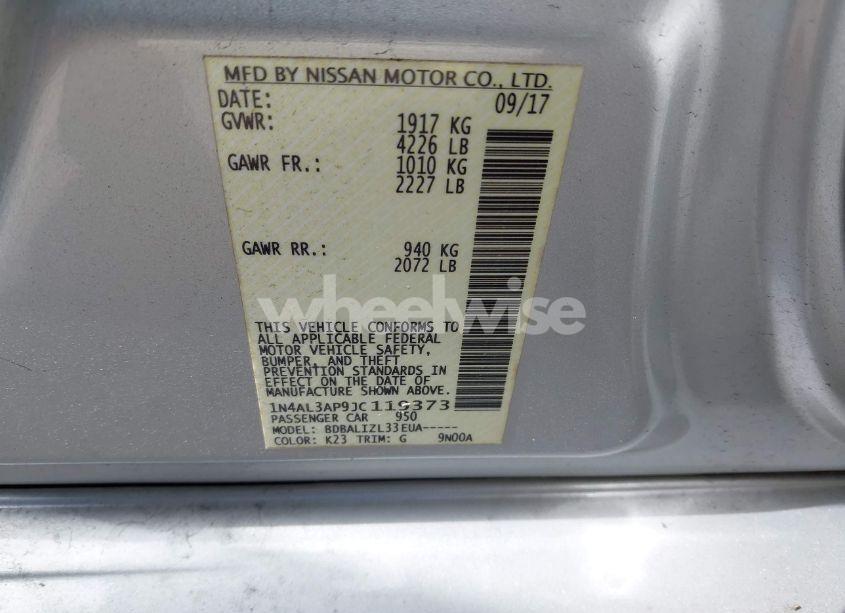 MFD BY NISSAN MOTOR CO., LTD.
DATE: 09/17
GVWR: 1917 KG
4226 LB
GAWR FR.: 1010 KG
2227 LB
GAWR RR.: 940 KG
2072 LB
wheelwise
THIS VEHICLE CONFORMS TO
ALL APPLICABLE FEDERAL
MOTOR VEHICLE SAFETY,
BUMPER, AND THEFT
PREVENTION STANDARDS IN
EFFECT ON THE DATE OF
MANUFACTURE SHOWN ABOVE.
1N4AL3AP9JC119373
PASSENGER CAR 950
MODEL: BDBALIZL33EUA-----
COLOR: K23 TRIM: G 9N00A